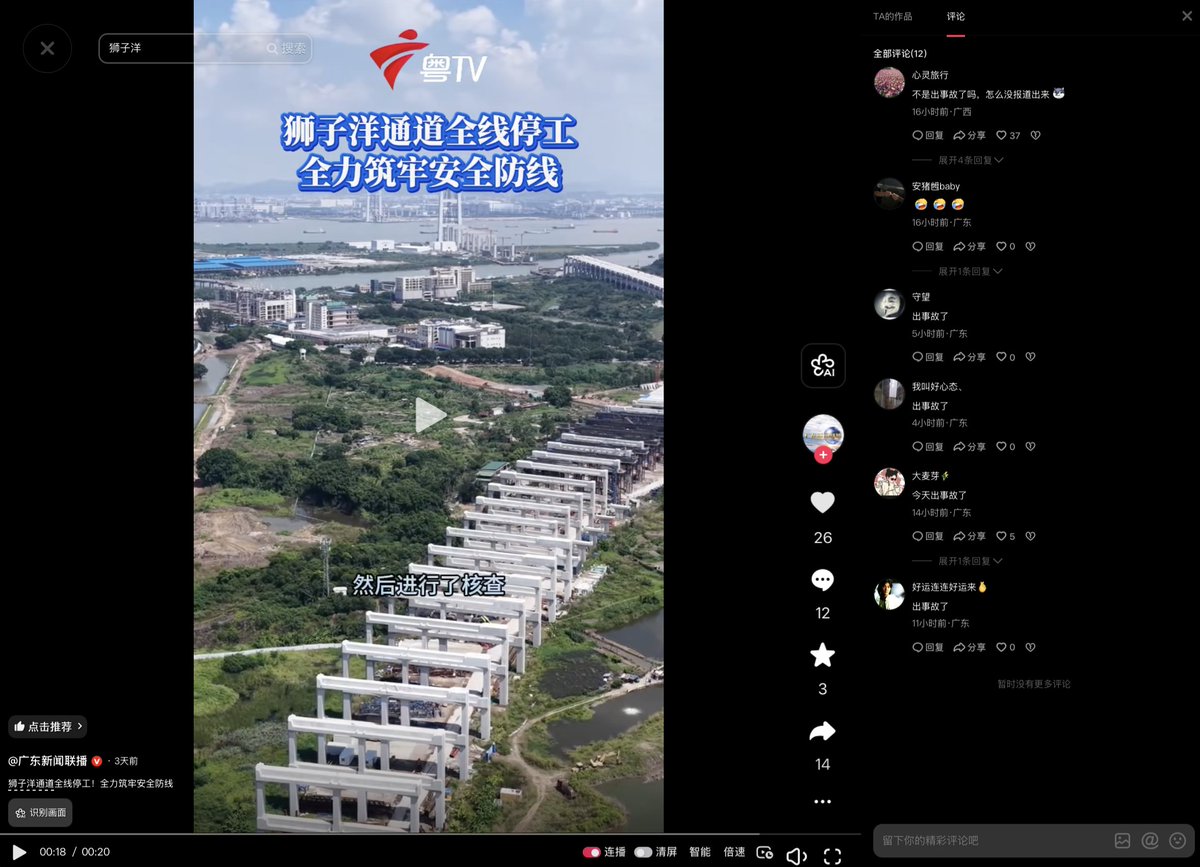 狮子洋
搜索
粤TV
狮子洋通道全线停工
全力筑牢安全防线
然后进行了核查
点击推荐
@广东新闻联播 · 3天前
狮子洋通道全线停工！全力筑牢安全防线
识别画面
00:18 / 00:20
连播
清屏
智能
倍速
AI
26
12
3
14
TA的作品
评论
全部评论(12)
心灵旅行
不是出事故了吗，怎么没报道出来
16小时前·广西
回复 分享 37
展开4条回复
安猪胖baby
16小时前·广东
回复 分享 0
展开1条回复
守望
出事故了
5小时前·广东
回复 分享 0
我叫好心态、
出事故了
4小时前·广东
回复 分享 0
大麦芽
今天出事故了
14小时前·广东
回复 分享 5
展开1条回复
好运连连好运来
出事故了
11小时前·广东
回复 分享 0
暂时没有更多评论
留下你的精彩评论吧